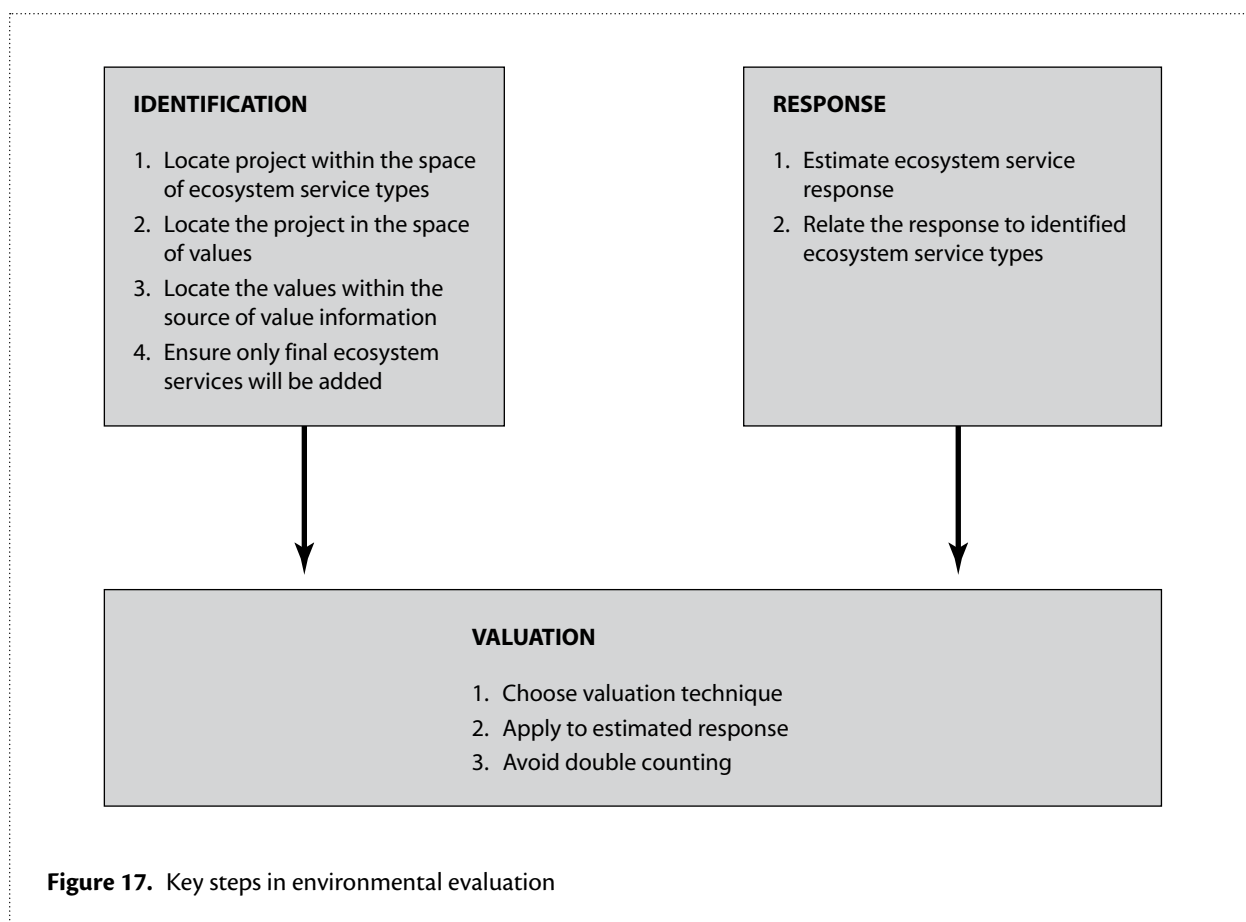 IDENTIFICATION
1. Locate project within the space
of ecosystem service types
2. Locate the project in the space
of values
3. Locate the values within the
source of value information
4. Ensure only final ecosystem
services will be added
RESPONSE
1. Estimate ecosystem service
response
2. Relate the response to identified
ecosystem service types
VALUATION
1. Choose valuation technique
2. Apply to estimated response
3. Avoid double counting
Figure 17. Key steps in environmental evaluation